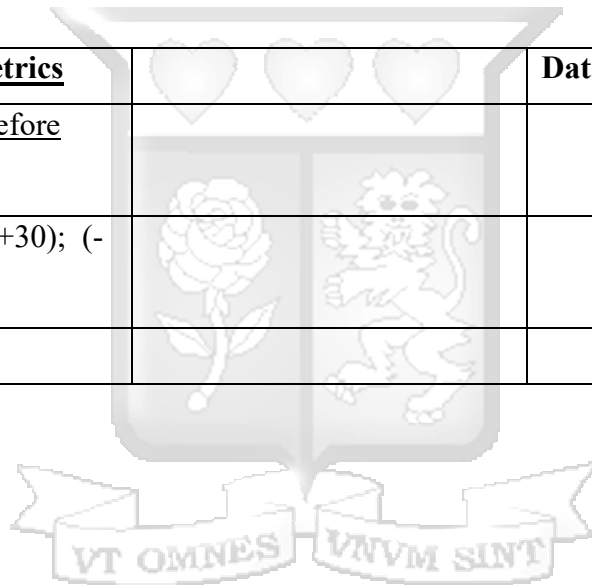 etrics
Dat
efore
+30); (-
VT OMNES VNVM SINT